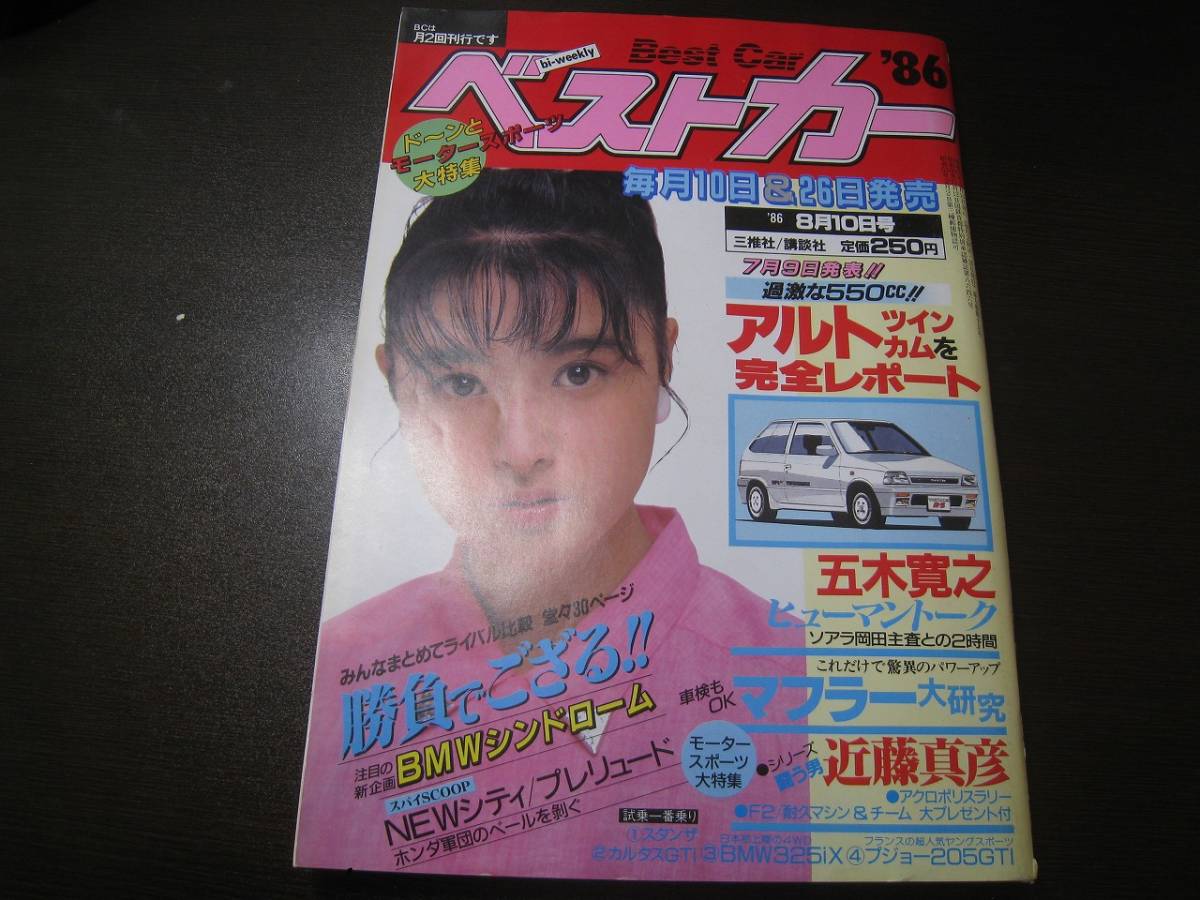 BCは
月2回刊行です
bi-weekly
Best Car
'86
ベストカー
ド〜ンと
モータースポーツ
大特集
毎月10日&26日発売
'86 8月10日号
三推社/講談社 定価250円
7月9日発表!!
過激な550CC!!
アルトツインカムを
完全レポート
五木寛之
ヒューマントーク
ソアラ岡田主査との2時間
これだけで驚異のパワーアップ
車検もOK
マフラー大研究
みんなまとめてライバル比較 堂々30ページ
勝負でござる!!
注目の新企画
BMWシンドローム
スパイSCOOP
NEWシティ/プレリュード
ホンダ軍団のベールを剝ぐ
モータースポーツ大特集
●シリーズ
闘う男
近藤真彦
●アクロポリスラリー
●F2/耐久マシン&チーム 大プレゼント付
試乗一番乗り
①スタンザ
②カルタスGTi
③BMW325iX
フランスの超人気ヤングスポーツ
④プジョー205GTI